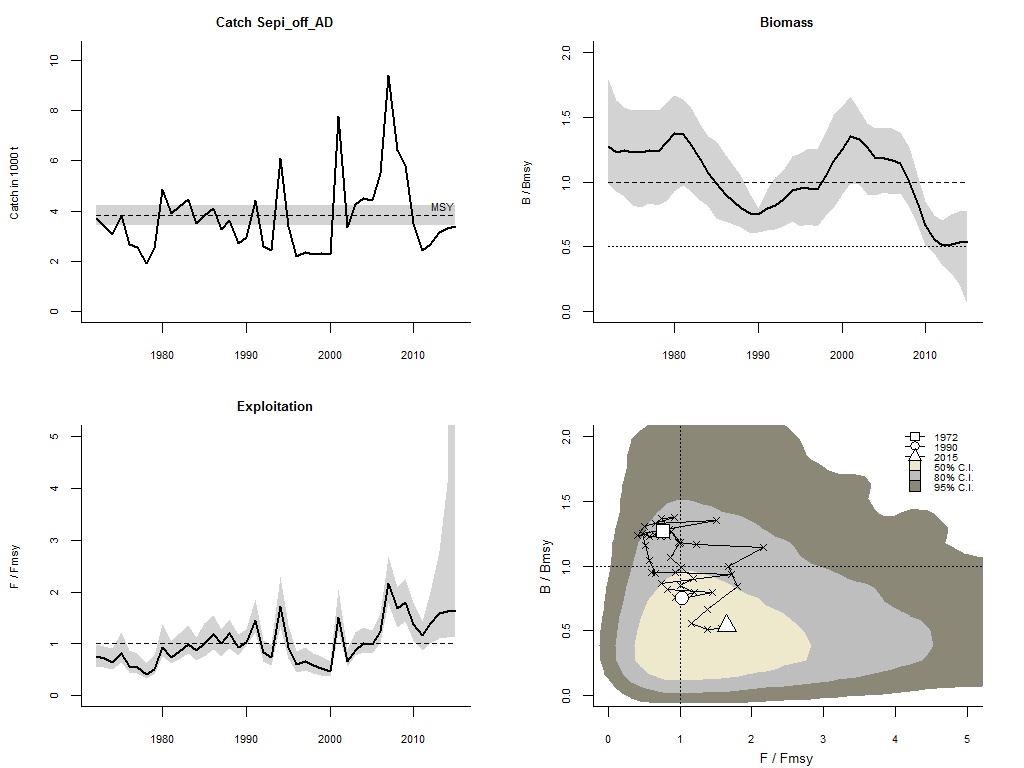 Catch Sepi_off_AD
Catch in 1000 t
0 2 4 6 8 10
MSY
1980 1990 2000 2010
Biomass
B / Bmsy
0.0 0.5 1.0 1.5 2.0
1980 1990 2000 2010
Exploitation
F / Fmsy
0 1 2 3 4 5
1980 1990 2000 2010
B / Bmsy
0.0 0.5 1.0 1.5 2.0
1972
1990
2015
50% C.I.
80% C.I.
95% C.I.
0 1 2 3 4 5
F / Fmsy